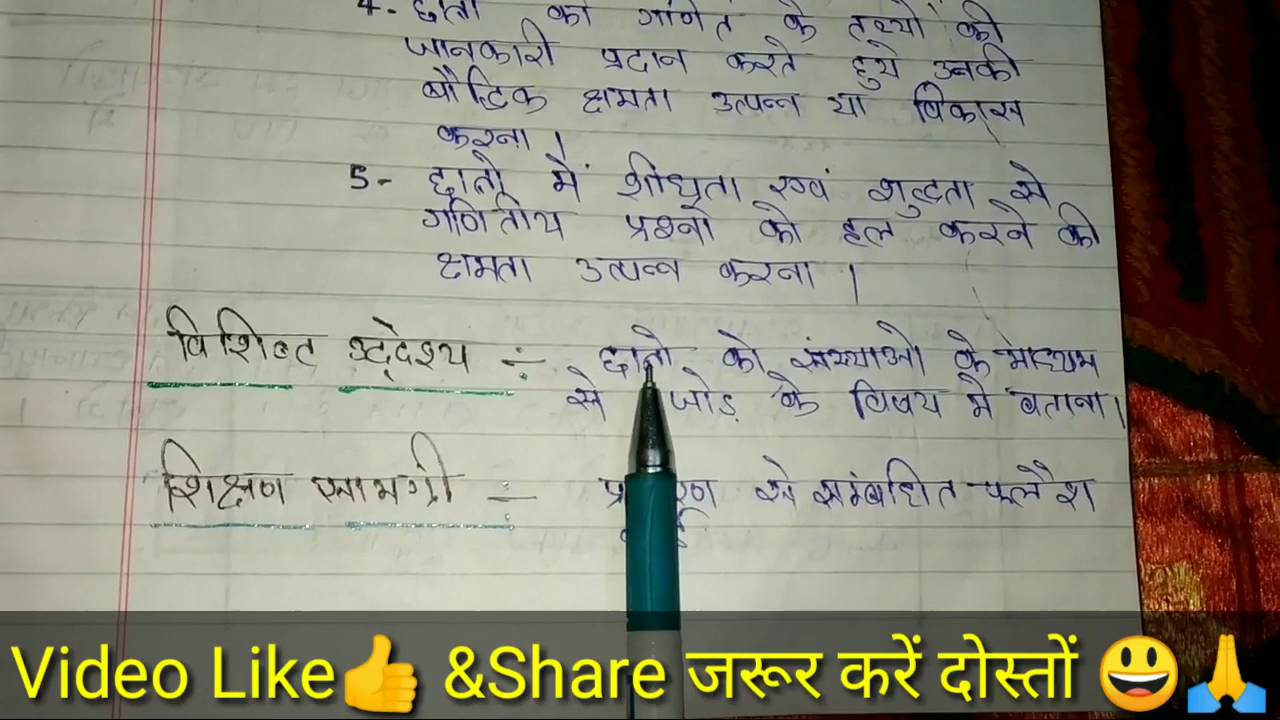 4- छात्रों को गणित के तथ्यों की
जानकारी प्रदान करते हुये उनकी
बौद्धिक क्षमता उत्पन्न या विकास
करना।
5- छात्रों में शीघ्रता एवं शुद्धता से
गणितीय प्रश्नों को हल करने की
क्षमता उत्पन्न करना।
विशिष्ट उद्देश्य ÷ छात्रों को संख्याओं के माध्यम
से जोड़ के विषय में बताना।
शिक्षण सामग्री ÷ से सम्बंधित फ्लैश
Video Like👍 &Share जरूर करें दोस्तों 😃🙏